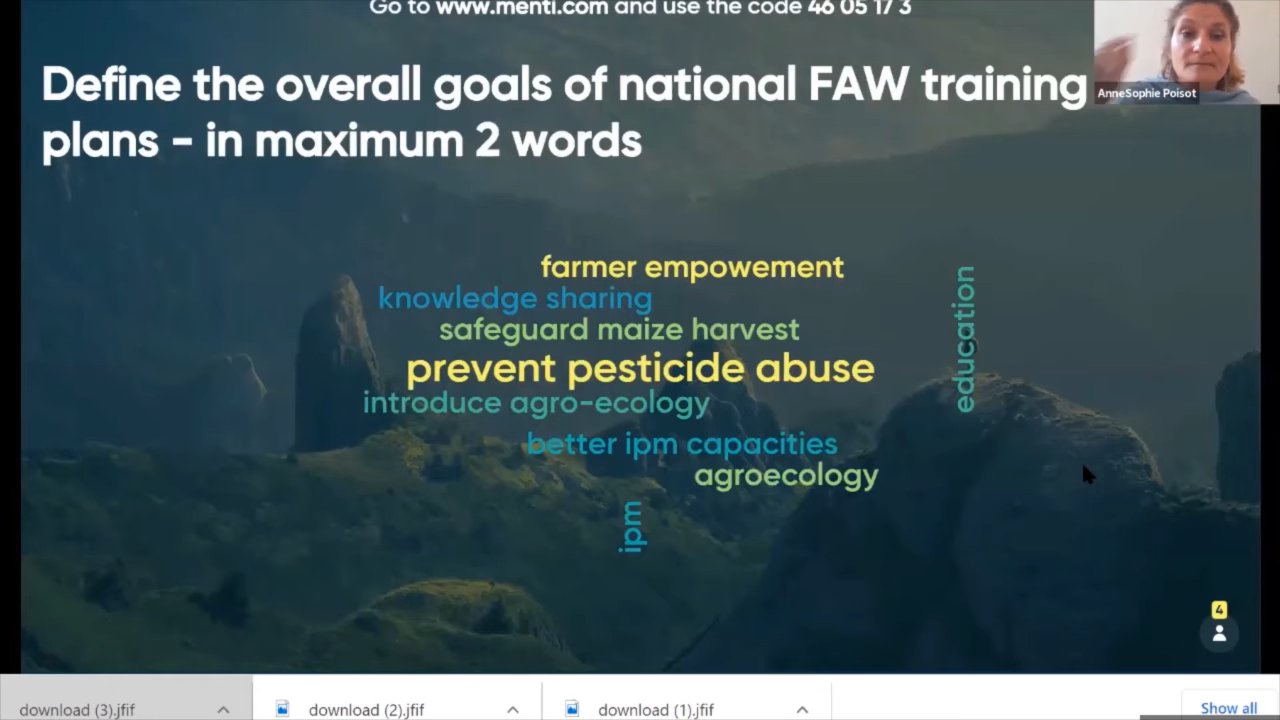 Go to www.menti.com and use the code 46 05 17 3
AnneSophie Poisot
Define the overall goals of national FAW training
plans - in maximum 2 words
farmer empowement
knowledge sharing
safeguard maize harvest
prevent pesticide abuse
introduce agro-ecology
better ipm capacities
agroecology
education
ipm
4
download (3).jfif
download (2).jfif
download (1).jfif
Show all